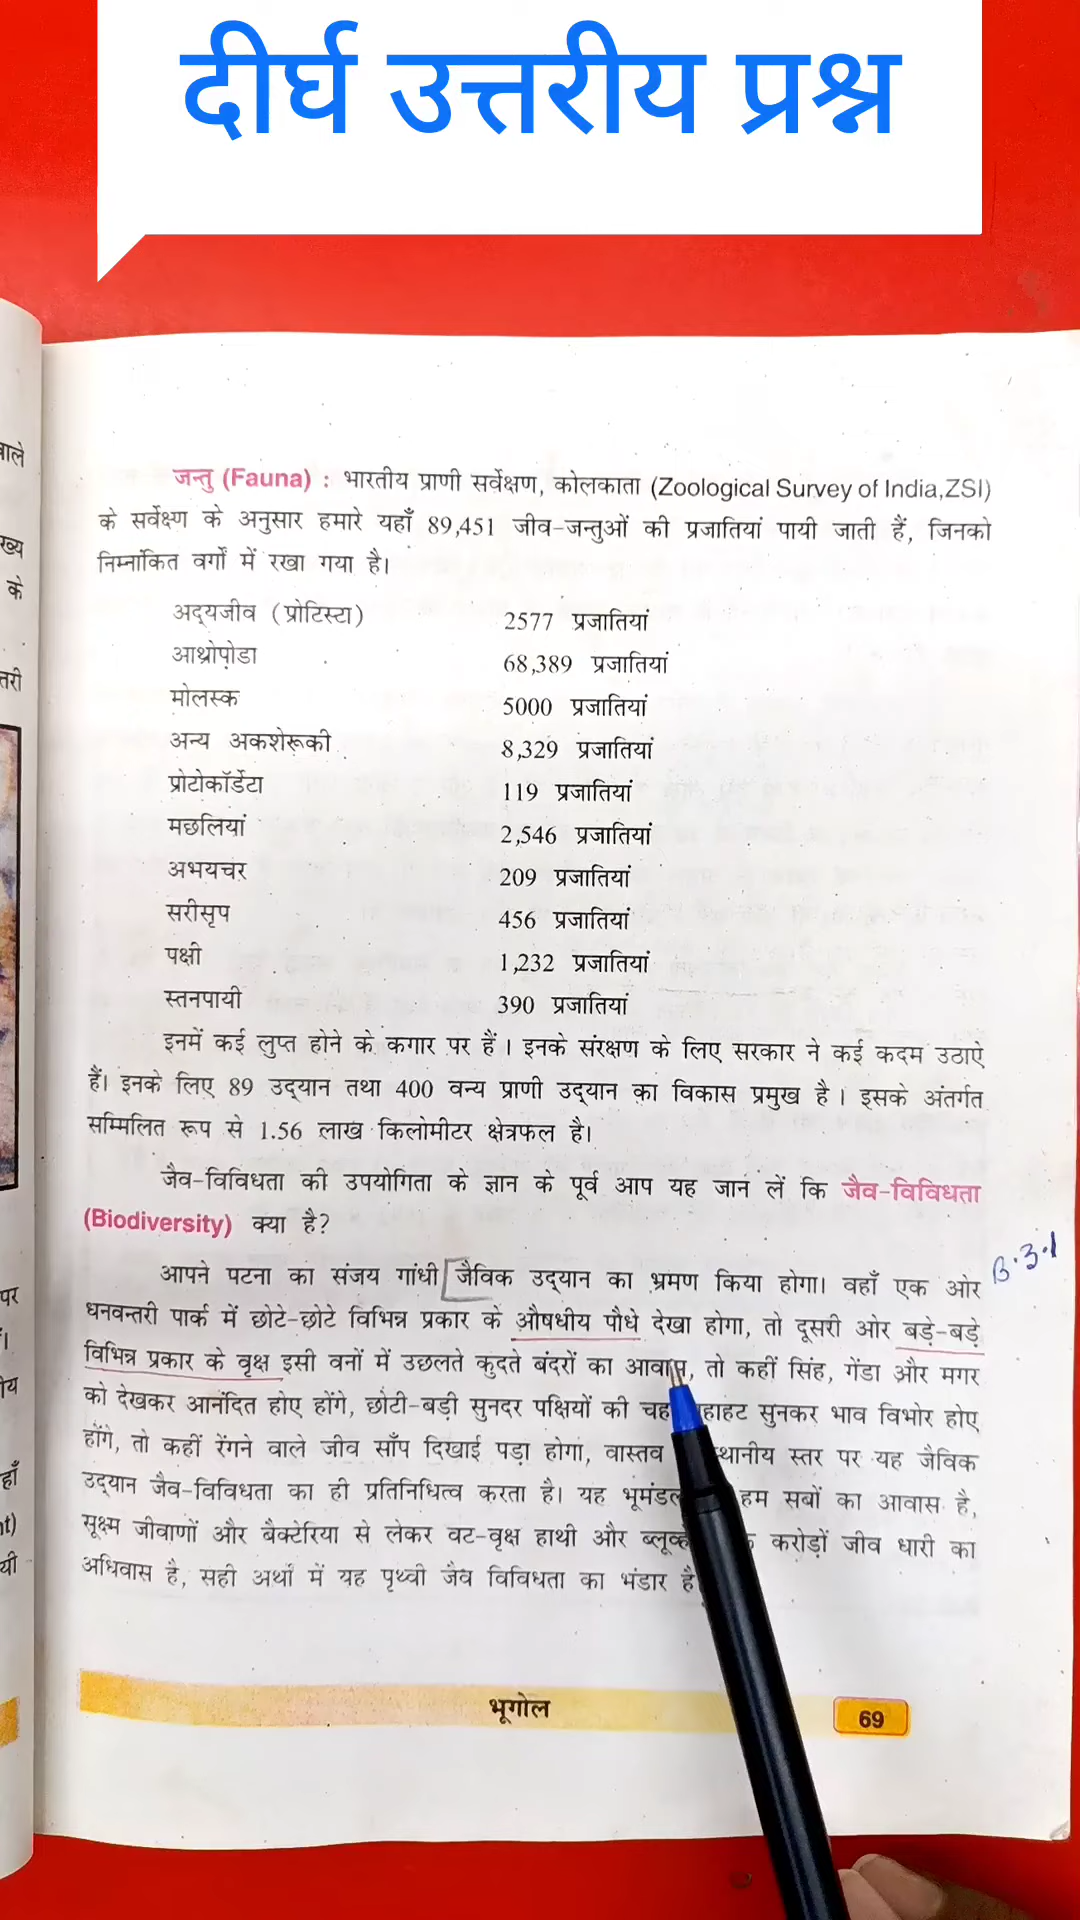 दीर्घ उत्तरीय प्रश्न
वाले
ख्य
के
तरी
पर
हाँ
जन्तु (Fauna) : भारतीय प्राणी सर्वेक्षण, कोलकाता (Zoological Survey of India,ZSI)
के सर्वेक्ष्ण के अनुसार हमारे यहाँ 89,451 जीव-जन्तुओं की प्रजातियां पायी जाती हैं, जिनको
निम्नांकित वर्गों में रखा गया है।
अद्यजीव (प्रोटिस्टा) 2577 प्रजातियां
आथ्रोपोडा 68,389 प्रजातियां
मोलस्क 5000 प्रजातियां
अन्य अकशेरूकी 8,329 प्रजातियां
प्रोटोकॉर्डेटा 119 प्रजातियां
मछलियां 2,546 प्रजातियां
अभयचर 209 प्रजातियां
सरीसृप 456 प्रजातियां
पक्षी 1,232 प्रजातियां
स्तनपायी 390 प्रजातियां
इनमें कई लुप्त होने के कगार पर हैं । इनके संरक्षण के लिए सरकार ने कई कदम उठाऐ
हैं। इनके लिए 89 उद्यान तथा 400 वन्य प्राणी उद्यान का विकास प्रमुख है । इसके अंतर्गत
सम्मिलित रूप से 1.56 लाख किलोमीटर क्षेत्रफल है।
जैव-विविधता की उपयोगिता के ज्ञान के पूर्व आप यह जान लें कि जैव-विविधता
(Biodiversity) क्या है?
आपने पटना का संजय गांधी जैविक उद्यान का भ्रमण किया होगा। वहाँ एक ओर
B.3.1
धनवन्तरी पार्क में छोटे-छोटे विभिन्न प्रकार के औषधीय पौधे देखा होगा, तो दूसरी ओर बड़े-बड़े
विभिन्न प्रकार के वृक्ष इसी वनों में उछलते कुदते बंदरों का आवास, तो कहीं सिंह, गेंडा और मगर
को देखकर आनंदित होए होंगे, छोटी-बड़ी सुनदर पक्षियों की सुनकर भाव विभोर होए
होंगे, तो कहीं रेंगने वाले जीव साँप दिखाई पड़ा होगा, वास्तव स्तर पर यह जैविक
उद्यान जैव-विविधता का ही प्रतिनिधित्व करता है। यह हम सबों का आवास है,
सूक्ष्म जीवाणों और बैक्टेरिया से लेकर वट-वृक्ष हाथी और करोड़ों जीव धारी का
अधिवास है, सही अर्थों में यह पृथ्वी जैव विविधता का भंडार है
भूगोल
69